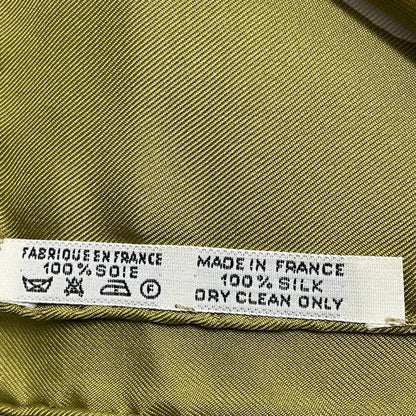 FABRIQUE EN FRANCE
100% SOIE
F
MADE IN FRANCE
100% SILK
DRY CLEAN ONLY